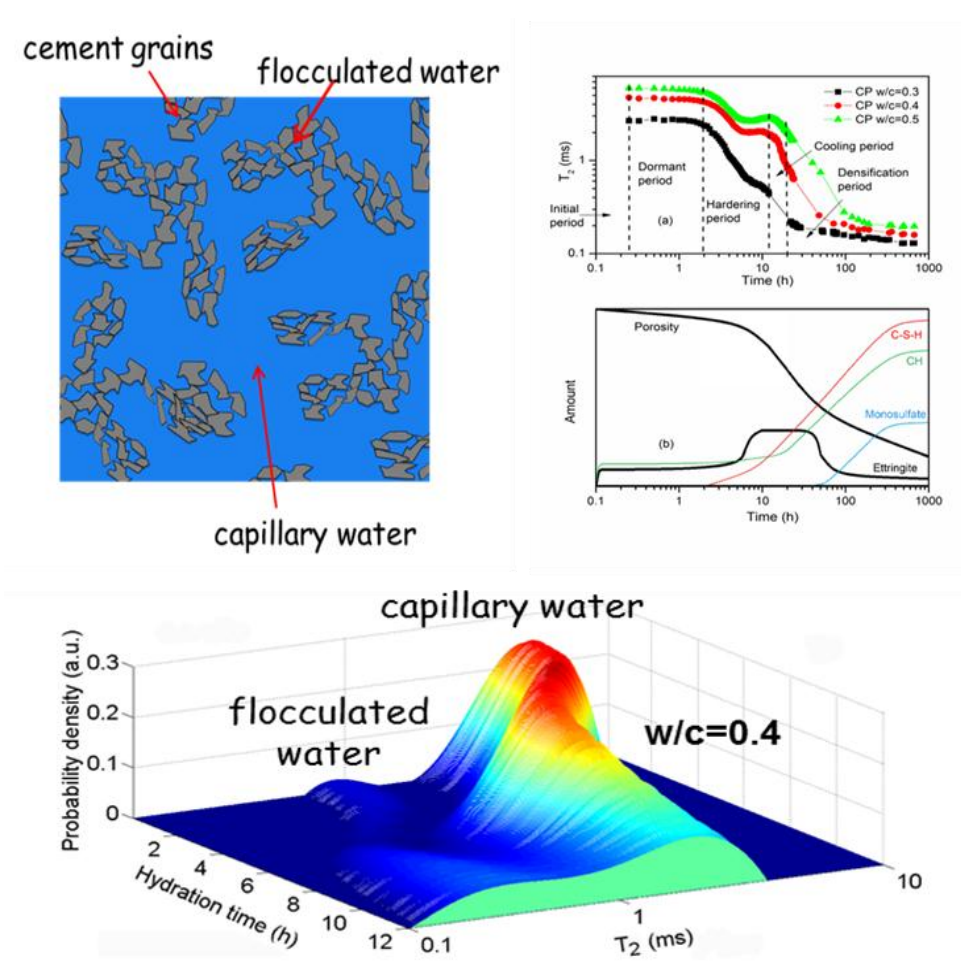 cement grains
flocculated water
capillary water
T2 (ms)
1
0.1
CP w/c=0.3
CP w/c=0.4
CP w/c=0.5
Cooling period
Densification
period
Dormant
period
Hardering
period
Initial
period
(a)
0.1 1 10 100 1000
Time (h)
Amount
Porosity
C-S-H
CH
Monosulfate
(b)
Ettringite
0.1 1 10 100 1000
Time (h)
capillary water
flocculated
water
w/c=0.4
Probability density (a.u.)
0.3
0.2
0.1
0
2
4
6
8
10
12
Hydration time (h)
0.1
1
10
T2 (ms)